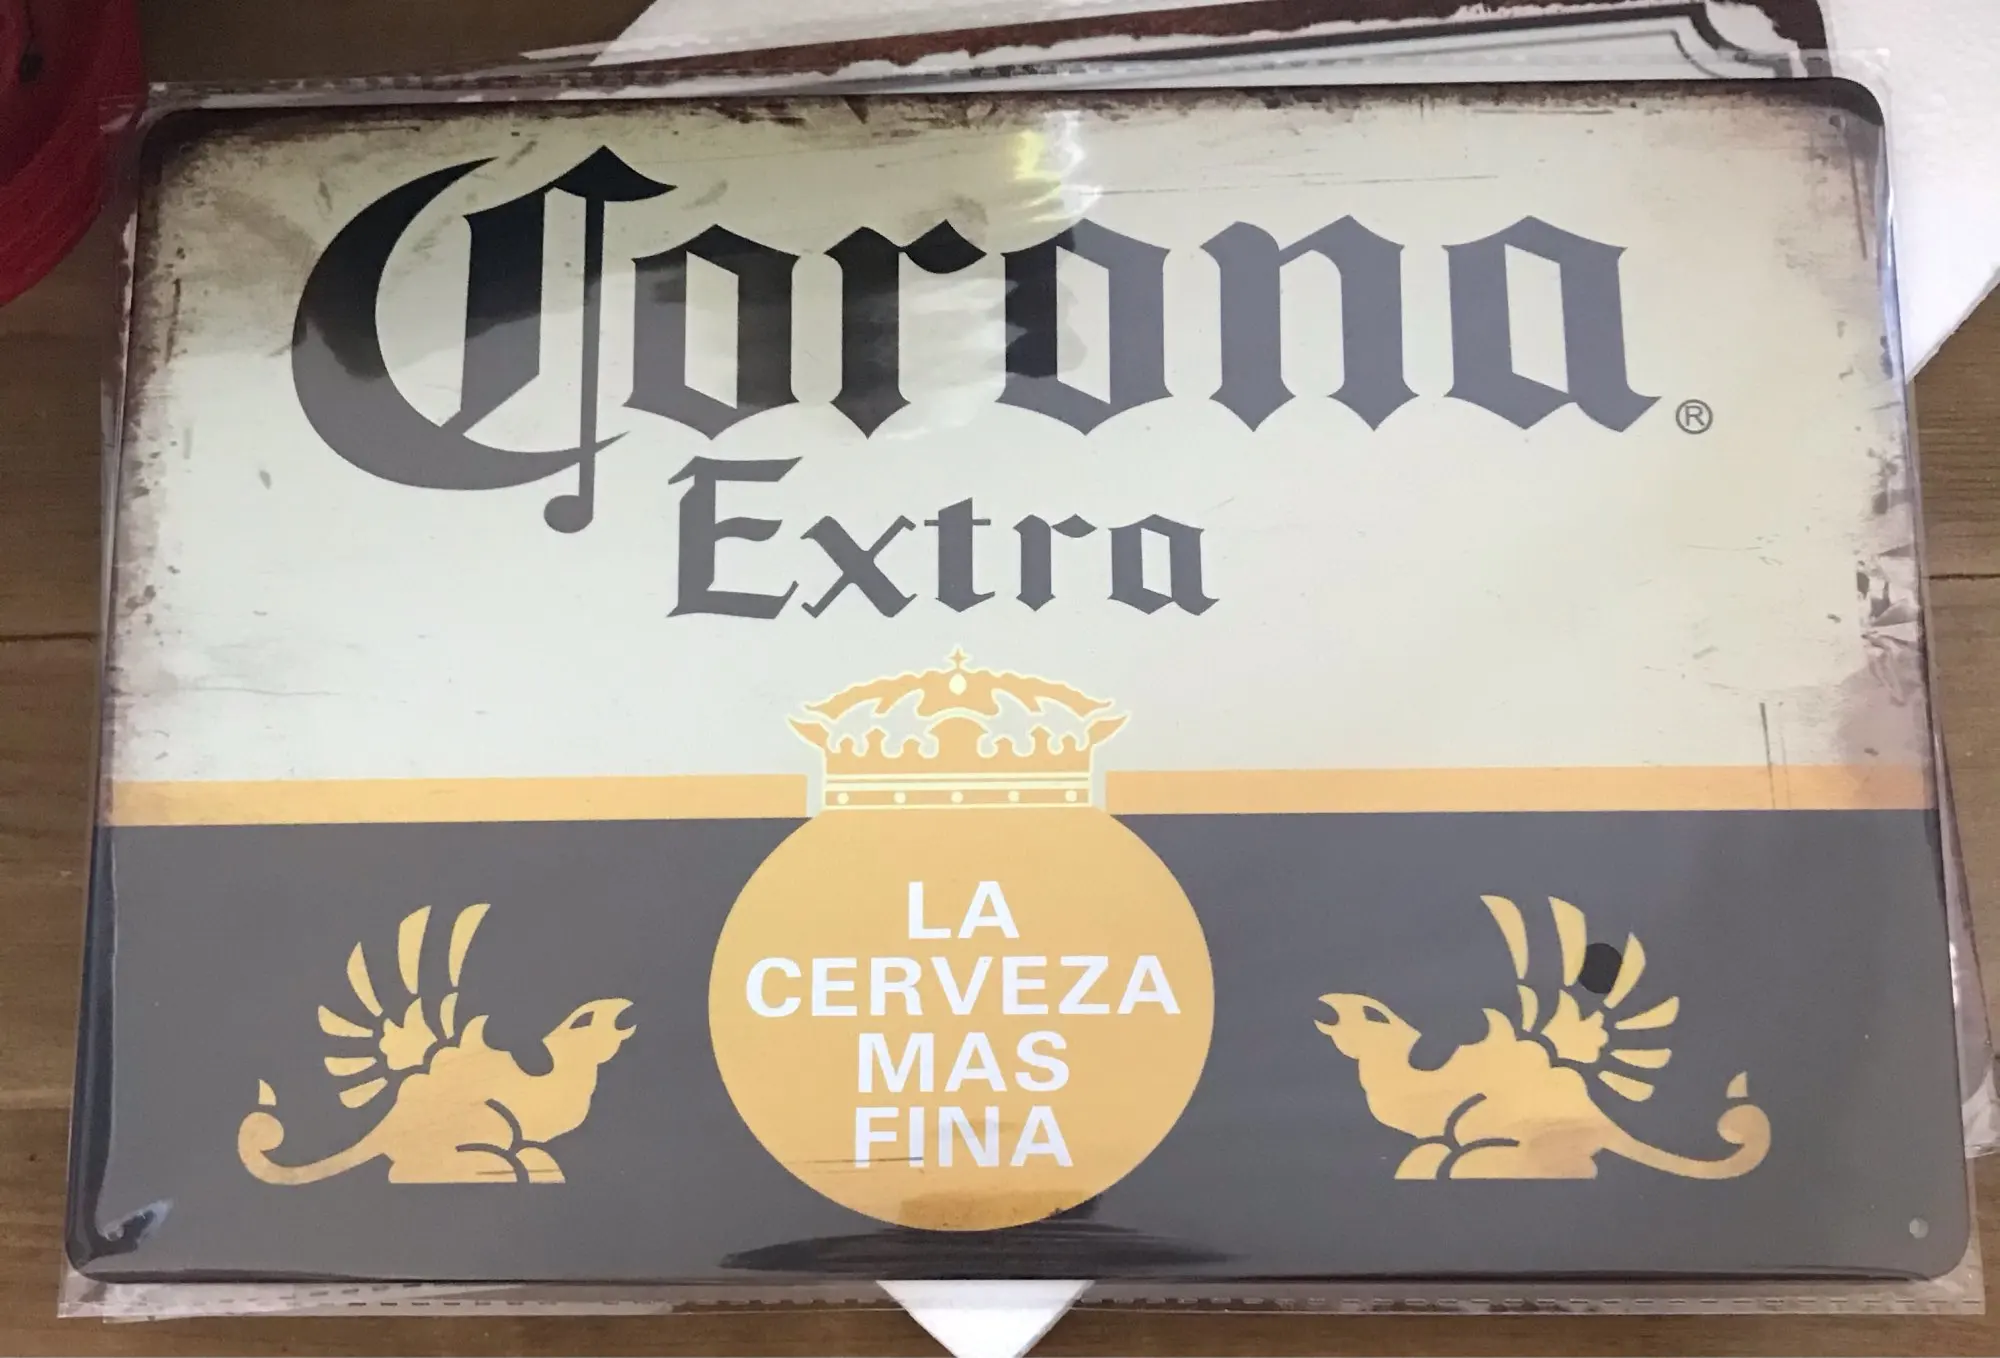 Corona®
Extra
LA
CERVEZA
MAS
FINA